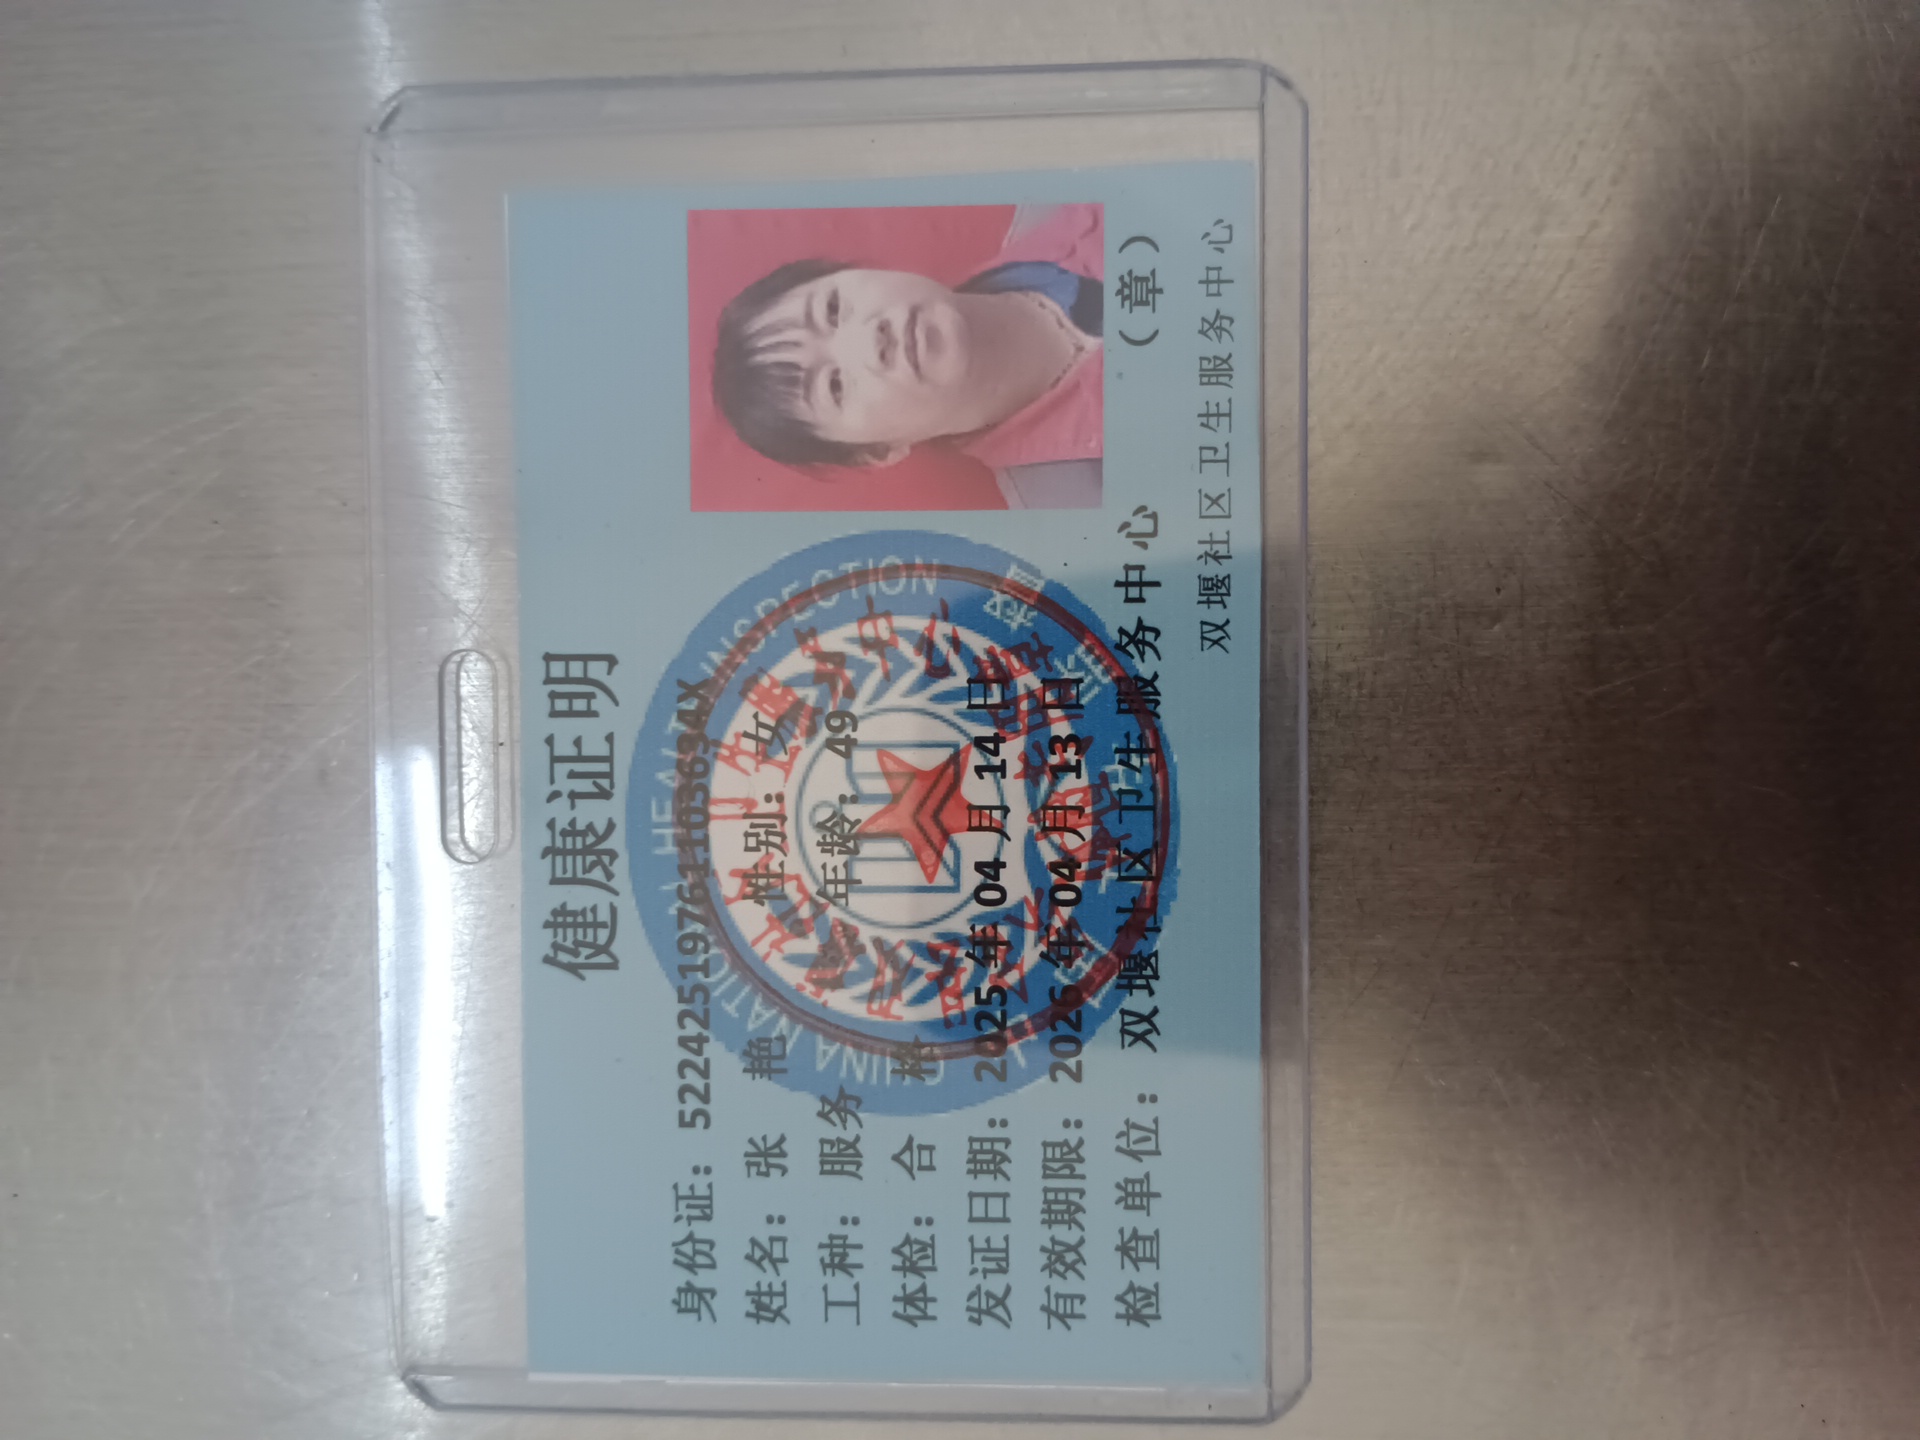 健康证明
身份证：52242519761103634X
姓名：张 艳 性别：女
工种：服务 年龄：49
体检：合 格
发证日期：2025年04月14日
有效期限：2026年04月13日
检查单位：双堰社区卫生服务中心（章）
双堰社区卫生服务中心